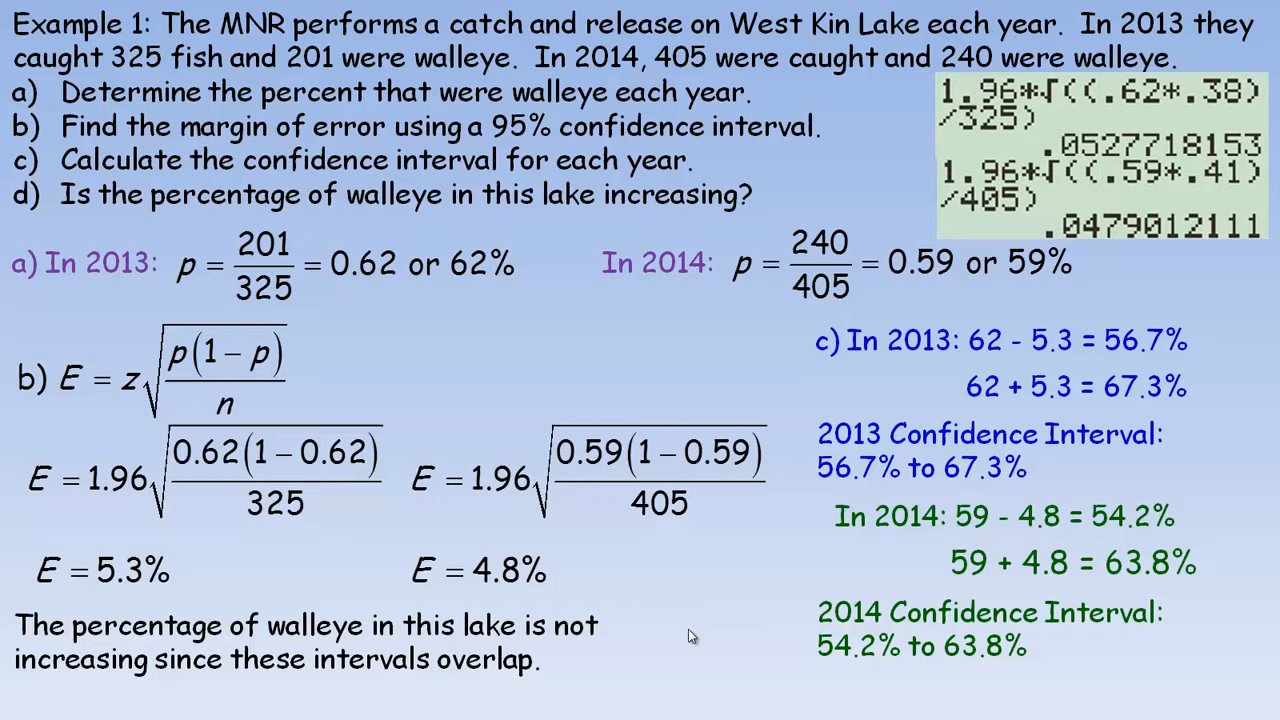 Example 1: The MNR performs a catch and release on West Kin Lake each year. In 2013 they
caught 325 fish and 201 were walleye. In 2014, 405 were caught and 240 were walleye.
a) Determine the percent that were walleye each year.
b) Find the margin of error using a 95% confidence interval.
c) Calculate the confidence interval for each year.
d) Is the percentage of walleye in this lake increasing?
1.96*√((.62*.38)
/325)
.0527718153
1.96*√((.59*.41)
/405)
.0479012111
a) In 2013: p = 201/325 = 0.62 or 62%
In 2014: p = 240/405 = 0.59 or 59%
b) E = z√(p(1 − p)/n)
E = 1.96√(0.62(1 − 0.62)/325)
E = 1.96√(0.59(1 − 0.59)/405)
E = 5.3%
E = 4.8%
The percentage of walleye in this lake is not
increasing since these intervals overlap.
c) In 2013: 62 - 5.3 = 56.7%
62 + 5.3 = 67.3%
2013 Confidence Interval:
56.7% to 67.3%
In 2014: 59 - 4.8 = 54.2%
59 + 4.8 = 63.8%
2014 Confidence Interval:
54.2% to 63.8%